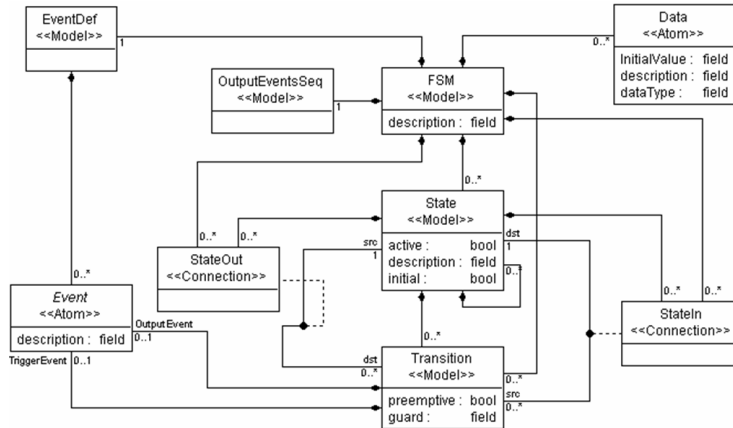 EventDef
<<Model>>
1
Data
<<Atom>>
InitialValue : field
description : field
dataType : field
0..*
OutputEventsSeq
<<Model>>
1
FSM
<<Model>>
description : field
0..*
0..*
0..*
0..*
0..*
0..*
State
<<Model>>
active : bool
description : field
initial : bool
src
1
dst
1
0..*
StateOut
<<Connection>>
0..*
Event
<<Atom>>
description : field
OutputEvent
0..1
TriggerEvent
0..1
StateIn
<<Connection>>
0..*
Transition
<<Model>>
preemptive : bool
guard : field
dst
0..*
0..*
src
0..*